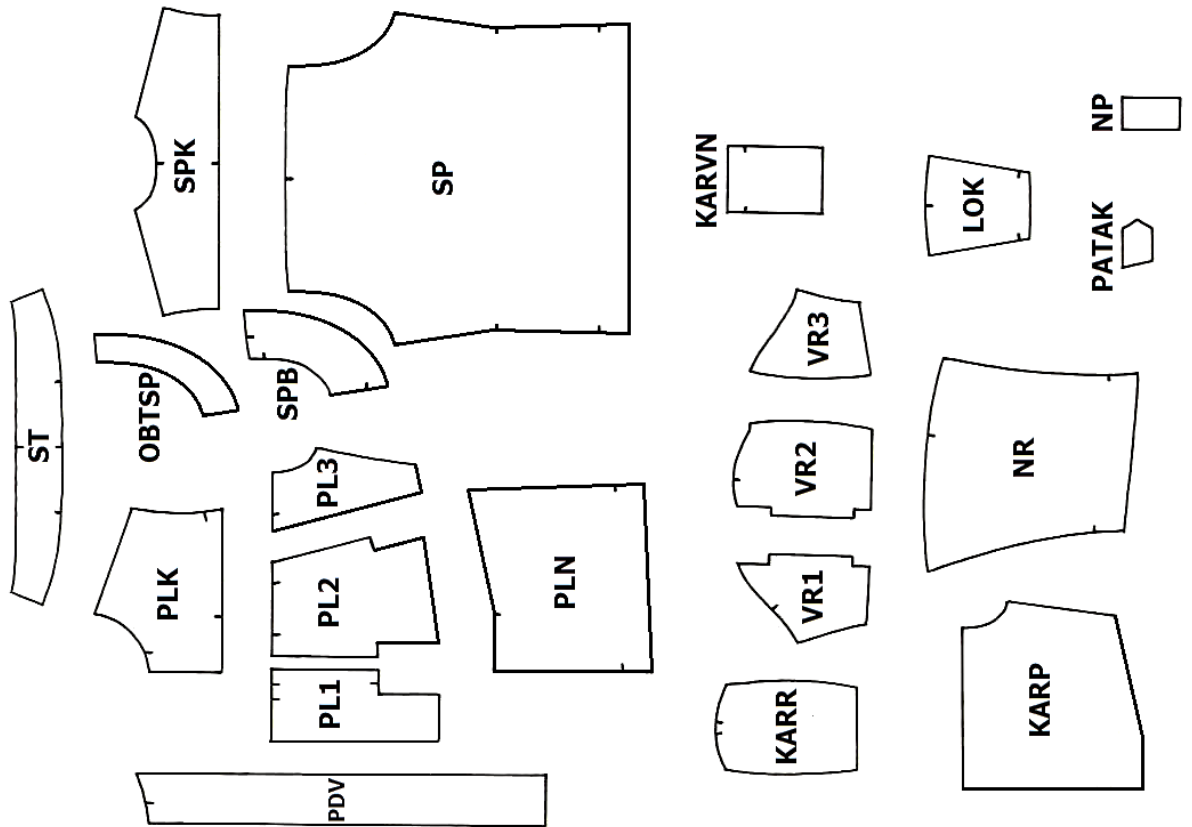 ST
OBTSP
SPK
SPB
SP
PLK
PL1
PL2
PL3
PDV
PLN
KARVN
VR3
VR2
VR1
KARR
LOK
NR
KARP
NP
PATAK